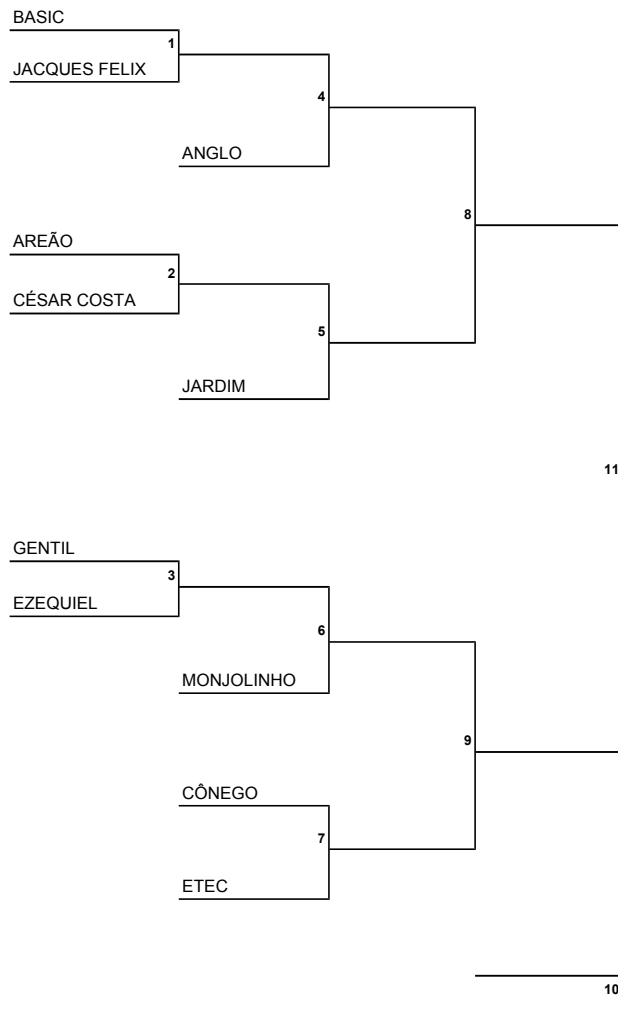 BASIC
1
JACQUES FELIX
4
ANGLO
8
AREÃO
2
CÉSAR COSTA
5
JARDIM
11
GENTIL
3
EZEQUIEL
6
MONJOLINHO
9
CÔNEGO
7
ETEC
10